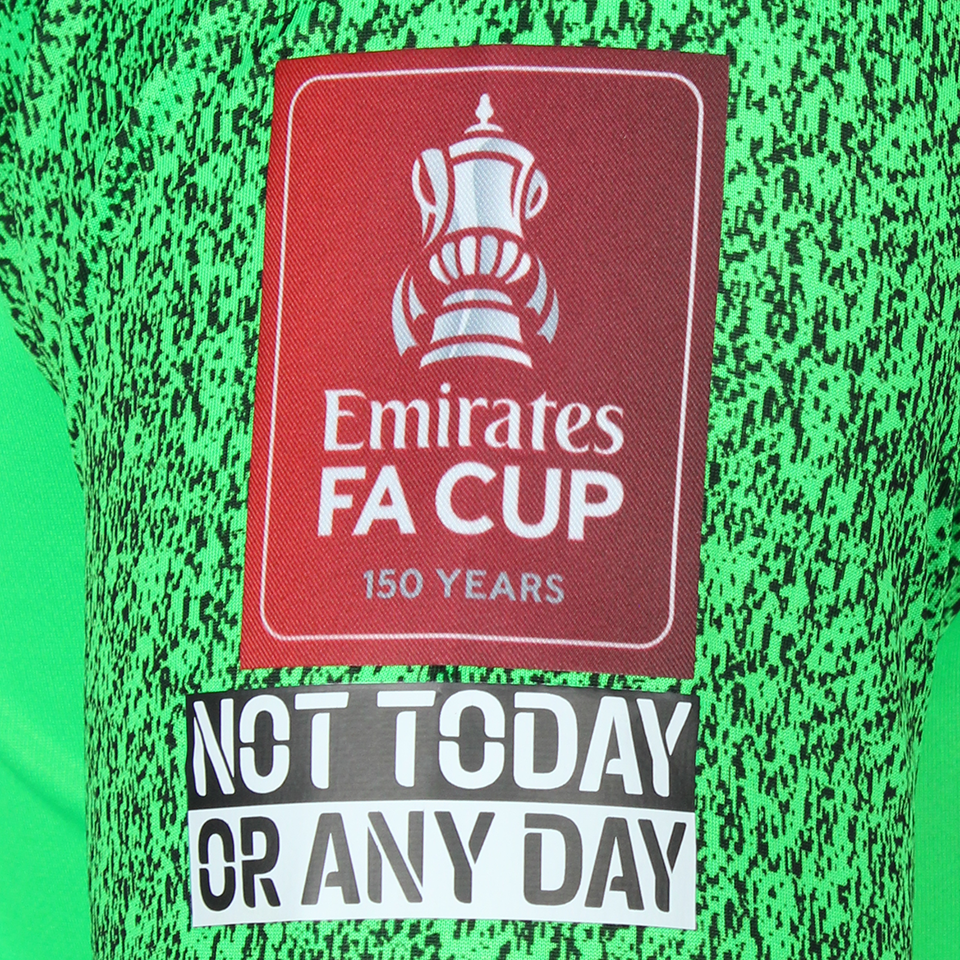 Emirates
FA CUP
150 YEARS
NOT TODAY
OR ANY DAY